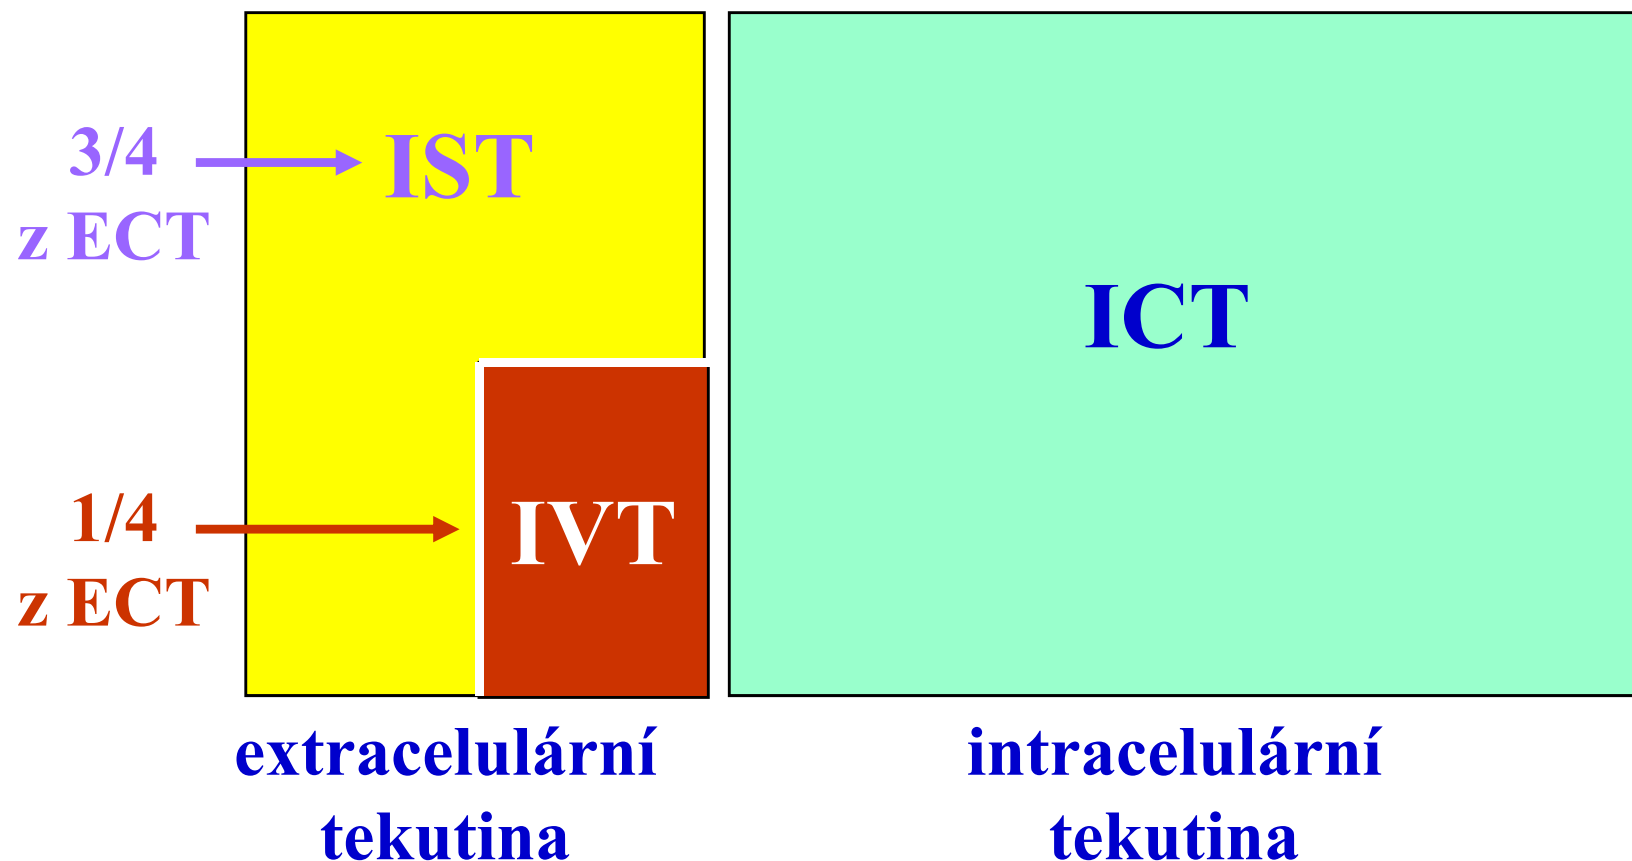 3/4
z ECT
IST
ICT
1/4
z ECT
IVT
extracelulární
tekutina
intracelulární
tekutina